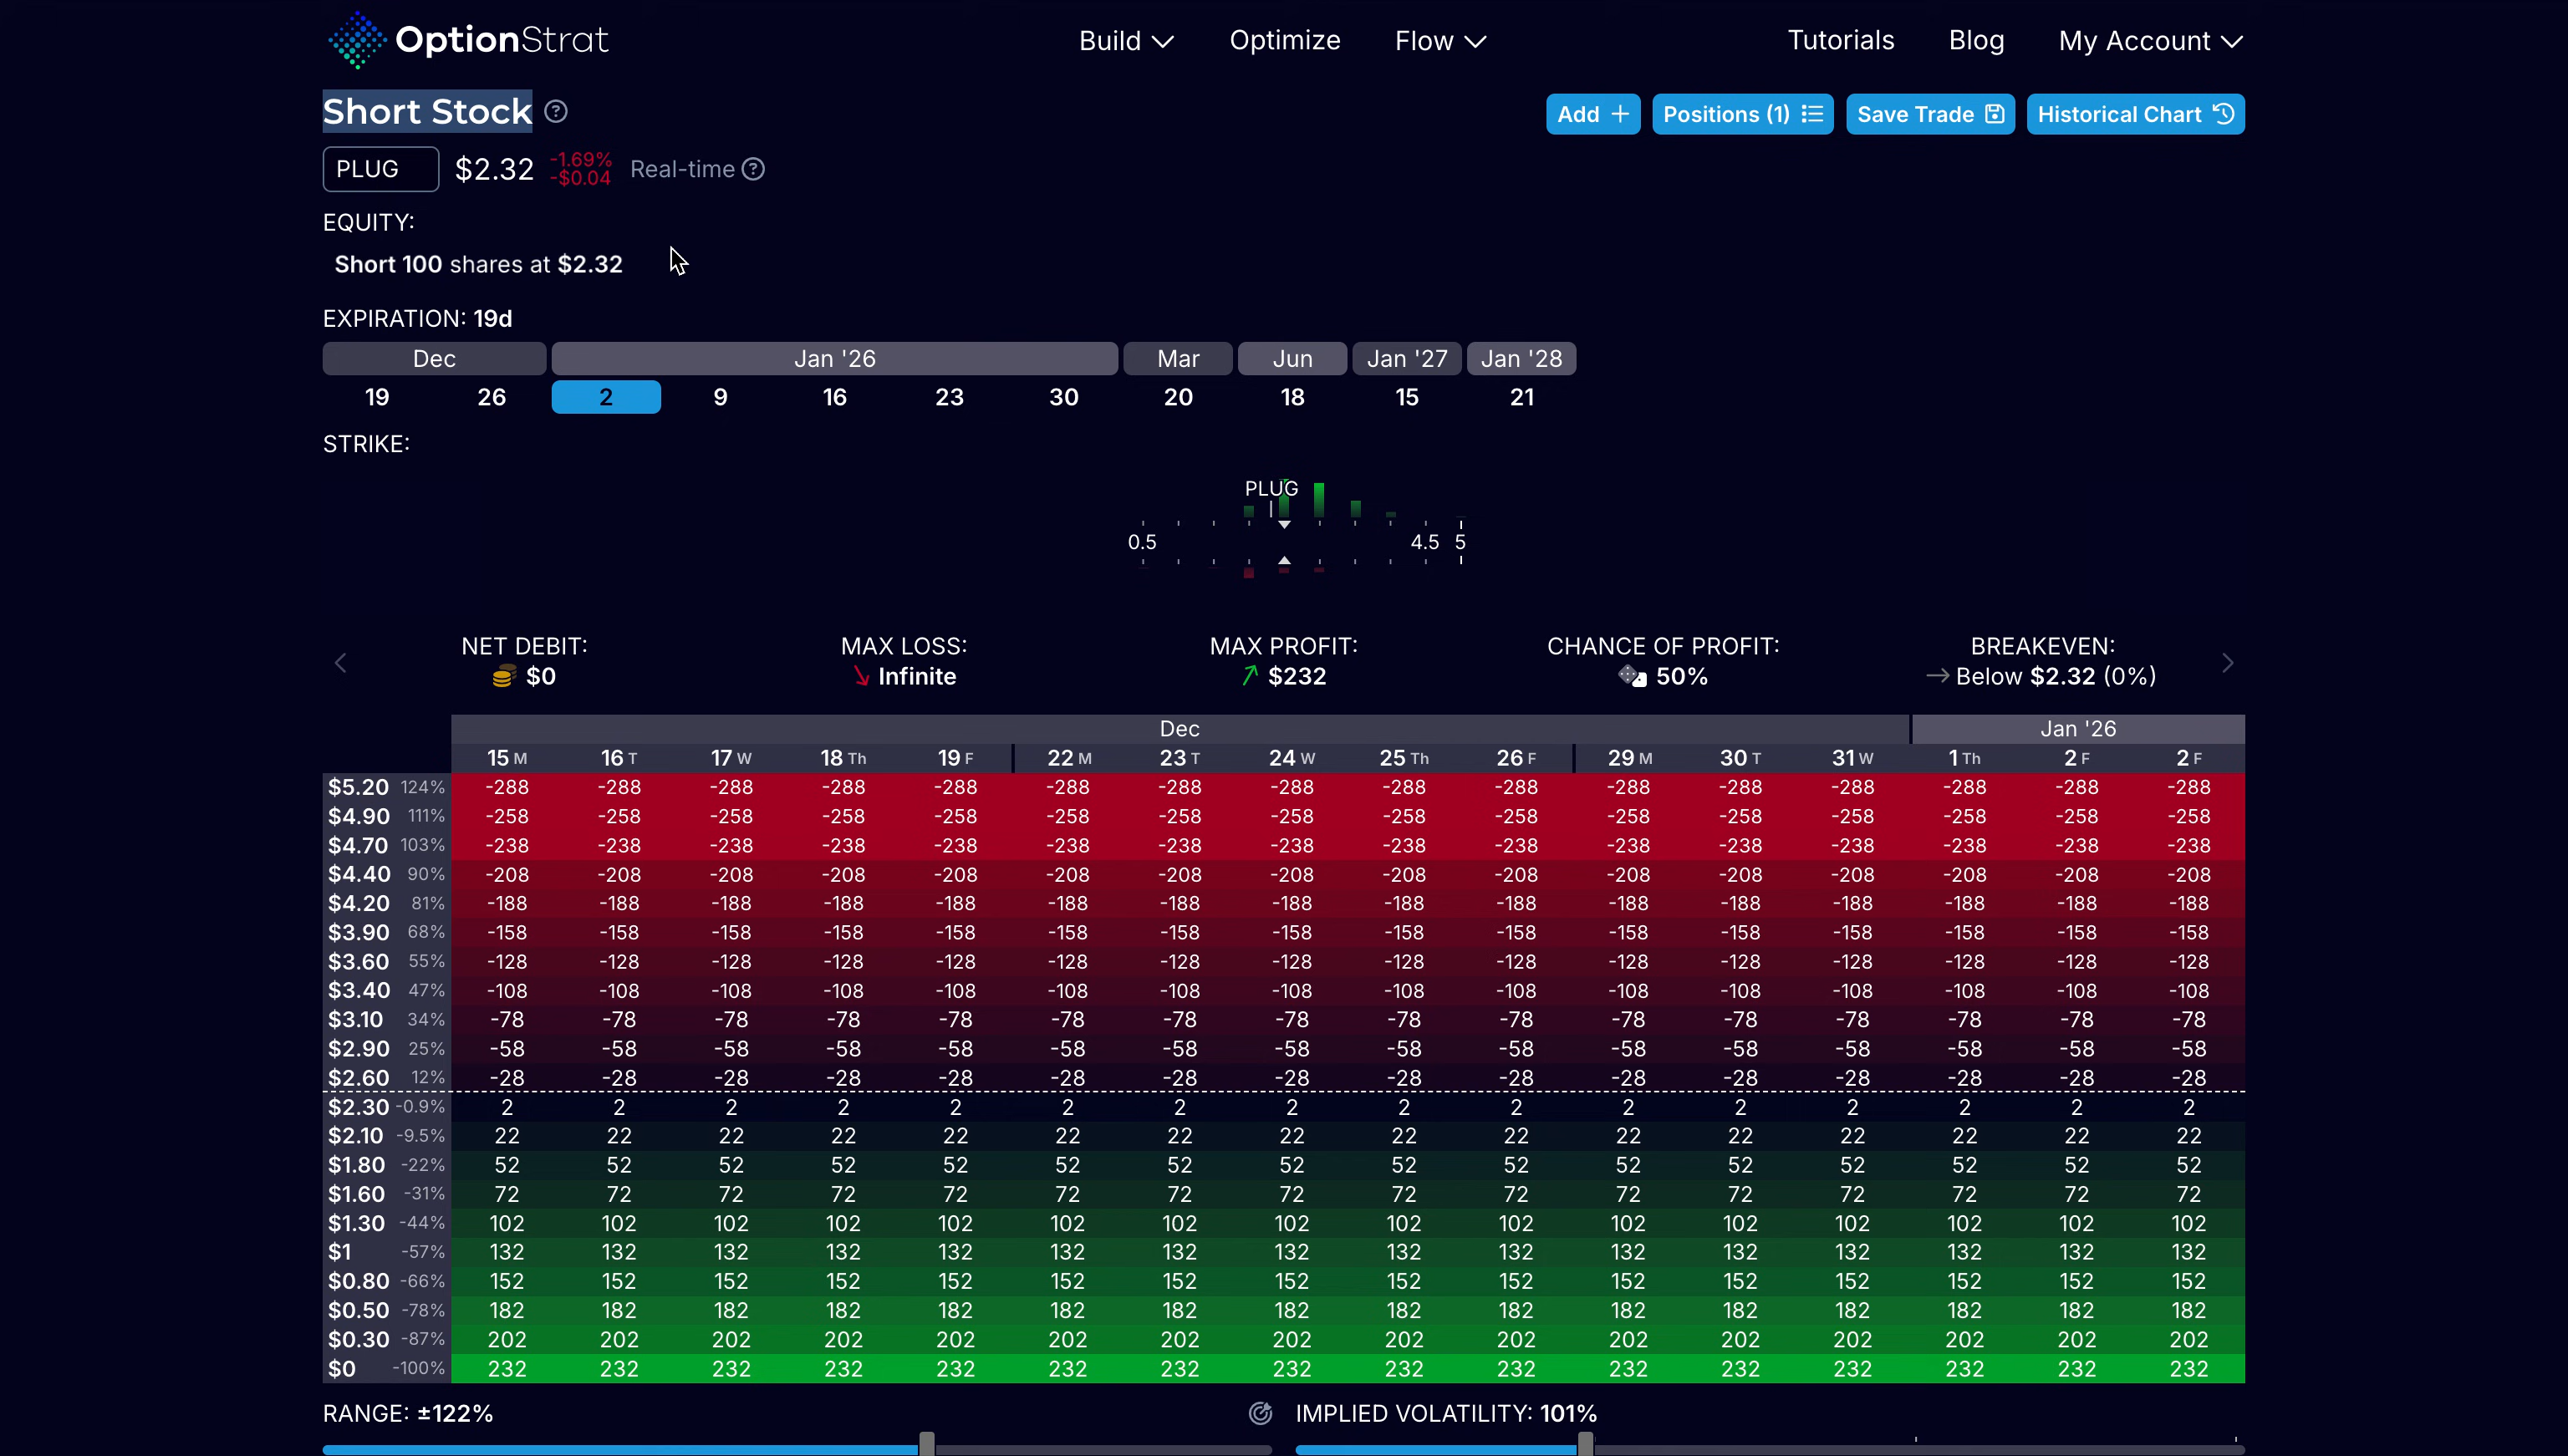 OptionStrat Build Optimize Flow Tutorials Blog My Account
Short Stock ? Add + Positions (1) Save Trade Historical Chart
PLUG $2.32 -1.69% -$0.04 Real-time ?
EQUITY:
Short 100 shares at $2.32
EXPIRATION: 19d
Dec Jan '26 Mar Jun Jan '27 Jan '28
19 26 2 9 16 23 30 20 18 15 21
STRIKE:
PLUG
0.5 4.5 5
NET DEBIT: MAX LOSS: MAX PROFIT: CHANCE OF PROFIT: BREAKEVEN:
$0 Infinite $232 50% Below $2.32 (0%)
Dec Jan '26
15 M 16 T 17 W 18 Th 19 F 22 M 23 T 24 W 25 Th 26 F 29 M 30 T 31 W 1 Th 2 F 2 F
$5.20 124% -288 -288 -288 -288 -288 -288 -288 -288 -288 -288 -288 -288 -288 -288 -288 -288
$4.90 111% -258 -258 -258 -258 -258 -258 -258 -258 -258 -258 -258 -258 -258 -258 -258 -258
$4.70 103% -238 -238 -238 -238 -238 -238 -238 -238 -238 -238 -238 -238 -238 -238 -238 -238
$4.40 90% -208 -208 -208 -208 -208 -208 -208 -208 -208 -208 -208 -208 -208 -208 -208 -208
$4.20 81% -188 -188 -188 -188 -188 -188 -188 -188 -188 -188 -188 -188 -188 -188 -188 -188
$3.90 68% -158 -158 -158 -158 -158 -158 -158 -158 -158 -158 -158 -158 -158 -158 -158 -158
$3.60 55% -128 -128 -128 -128 -128 -128 -128 -128 -128 -128 -128 -128 -128 -128 -128 -128
$3.40 47% -108 -108 -108 -108 -108 -108 -108 -108 -108 -108 -108 -108 -108 -108 -108 -108
$3.10 34% -78 -78 -78 -78 -78 -78 -78 -78 -78 -78 -78 -78 -78 -78 -78 -78
$2.90 25% -58 -58 -58 -58 -58 -58 -58 -58 -58 -58 -58 -58 -58 -58 -58 -58
$2.60 12% -28 -28 -28 -28 -28 -28 -28 -28 -28 -28 -28 -28 -28 -28 -28 -28
$2.30 -0.9% 2 2 2 2 2 2 2 2 2 2 2 2 2 2 2 2
$2.10 -9.5% 22 22 22 22 22 22 22 22 22 22 22 22 22 22 22 22
$1.80 -22% 52 52 52 52 52 52 52 52 52 52 52 52 52 52 52 52
$1.60 -31% 72 72 72 72 72 72 72 72 72 72 72 72 72 72 72 72
$1.30 -44% 102 102 102 102 102 102 102 102 102 102 102 102 102 102 102 102
$1 -57% 132 132 132 132 132 132 132 132 132 132 132 132 132 132 132 132
$0.80 -66% 152 152 152 152 152 152 152 152 152 152 152 152 152 152 152 152
$0.50 -78% 182 182 182 182 182 182 182 182 182 182 182 182 182 182 182 182
$0.30 -87% 202 202 202 202 202 202 202 202 202 202 202 202 202 202 202 202
$0 -100% 232 232 232 232 232 232 232 232 232 232 232 232 232 232 232 232
RANGE: ±122% IMPLIED VOLATILITY: 101%